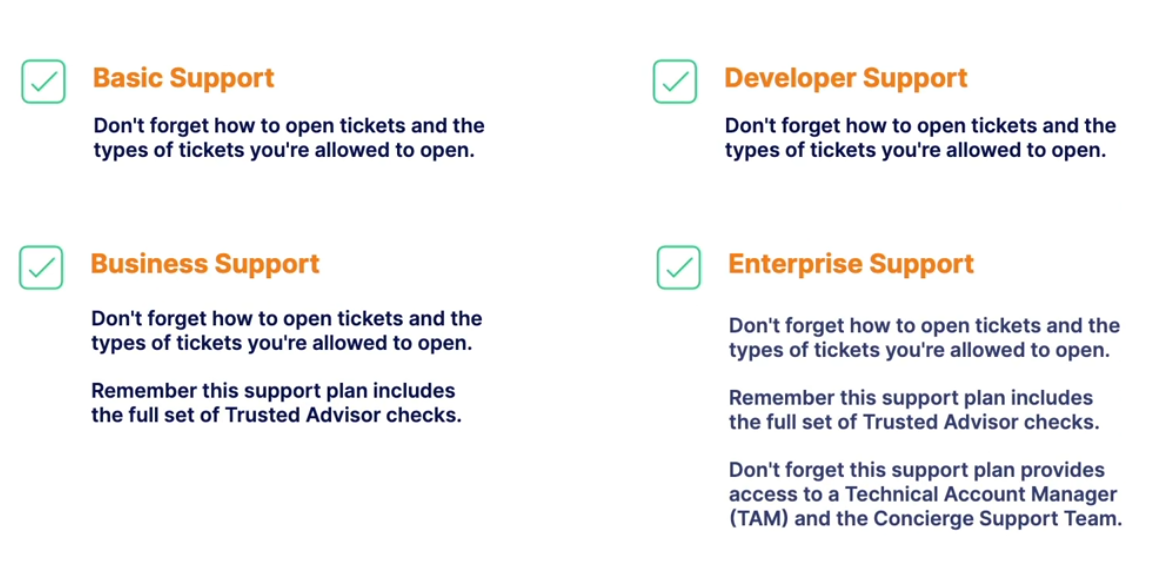 Basic Support
Don't forget how to open tickets and the
types of tickets you're allowed to open.
Developer Support
Don't forget how to open tickets and the
types of tickets you're allowed to open.
Business Support
Don't forget how to open tickets and the
types of tickets you're allowed to open.
Remember this support plan includes
the full set of Trusted Advisor checks.
Enterprise Support
Don't forget how to open tickets and the
types of tickets you're allowed to open.
Remember this support plan includes
the full set of Trusted Advisor checks.
Don't forget this support plan provides
access to a Technical Account Manager
(TAM) and the Concierge Support Team.